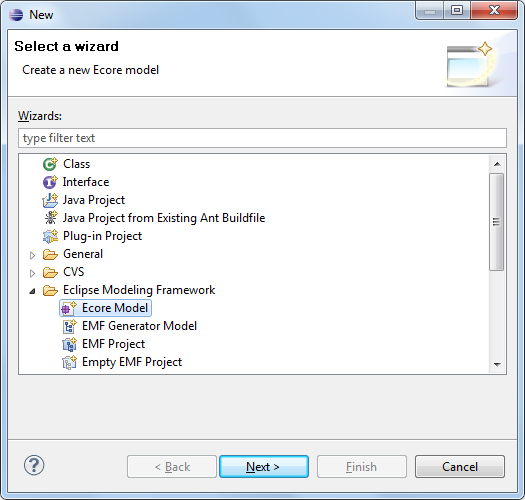 New
Select a wizard
Create a new Ecore model
Wizards:
type filter text
Class
Interface
Java Project
Java Project from Existing Ant Buildfile
Plug-in Project
General
CVS
Eclipse Modeling Framework
Ecore Model
EMF Generator Model
EMF Project
Empty EMF Project
< Back Next > Finish Cancel